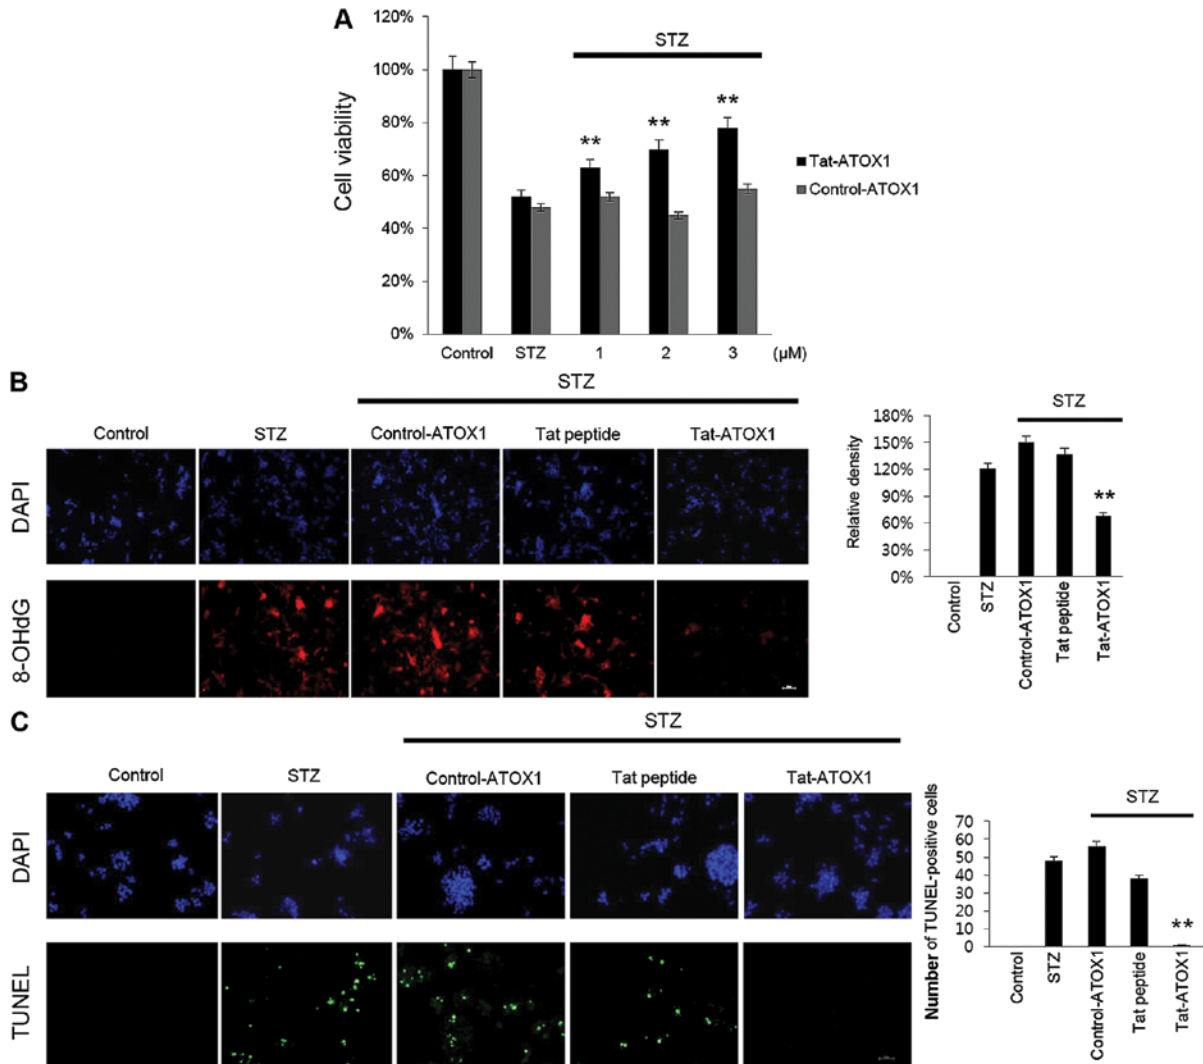 A
120%
100%
80%
60%
40%
20%
0%
Cell viability
STZ
**
**
**
Control STZ 1 2 3 (µM)
Tat-ATOX1
Control-ATOX1
B
STZ
Control STZ Control-ATOX1 Tat peptide Tat-ATOX1
DAPI
8-OHdG
STZ
180%
150%
120%
90%
60%
30%
0%
Relative density
**
Control
STZ
Control-ATOX1
Tat peptide
Tat-ATOX1
C
STZ
Control STZ Control-ATOX1 Tat peptide Tat-ATOX1
DAPI
TUNEL
STZ
70
60
50
40
30
20
10
0
Number of TUNEL-positive cells
**
Control
STZ
Control-ATOX1
Tat peptide
Tat-ATOX1